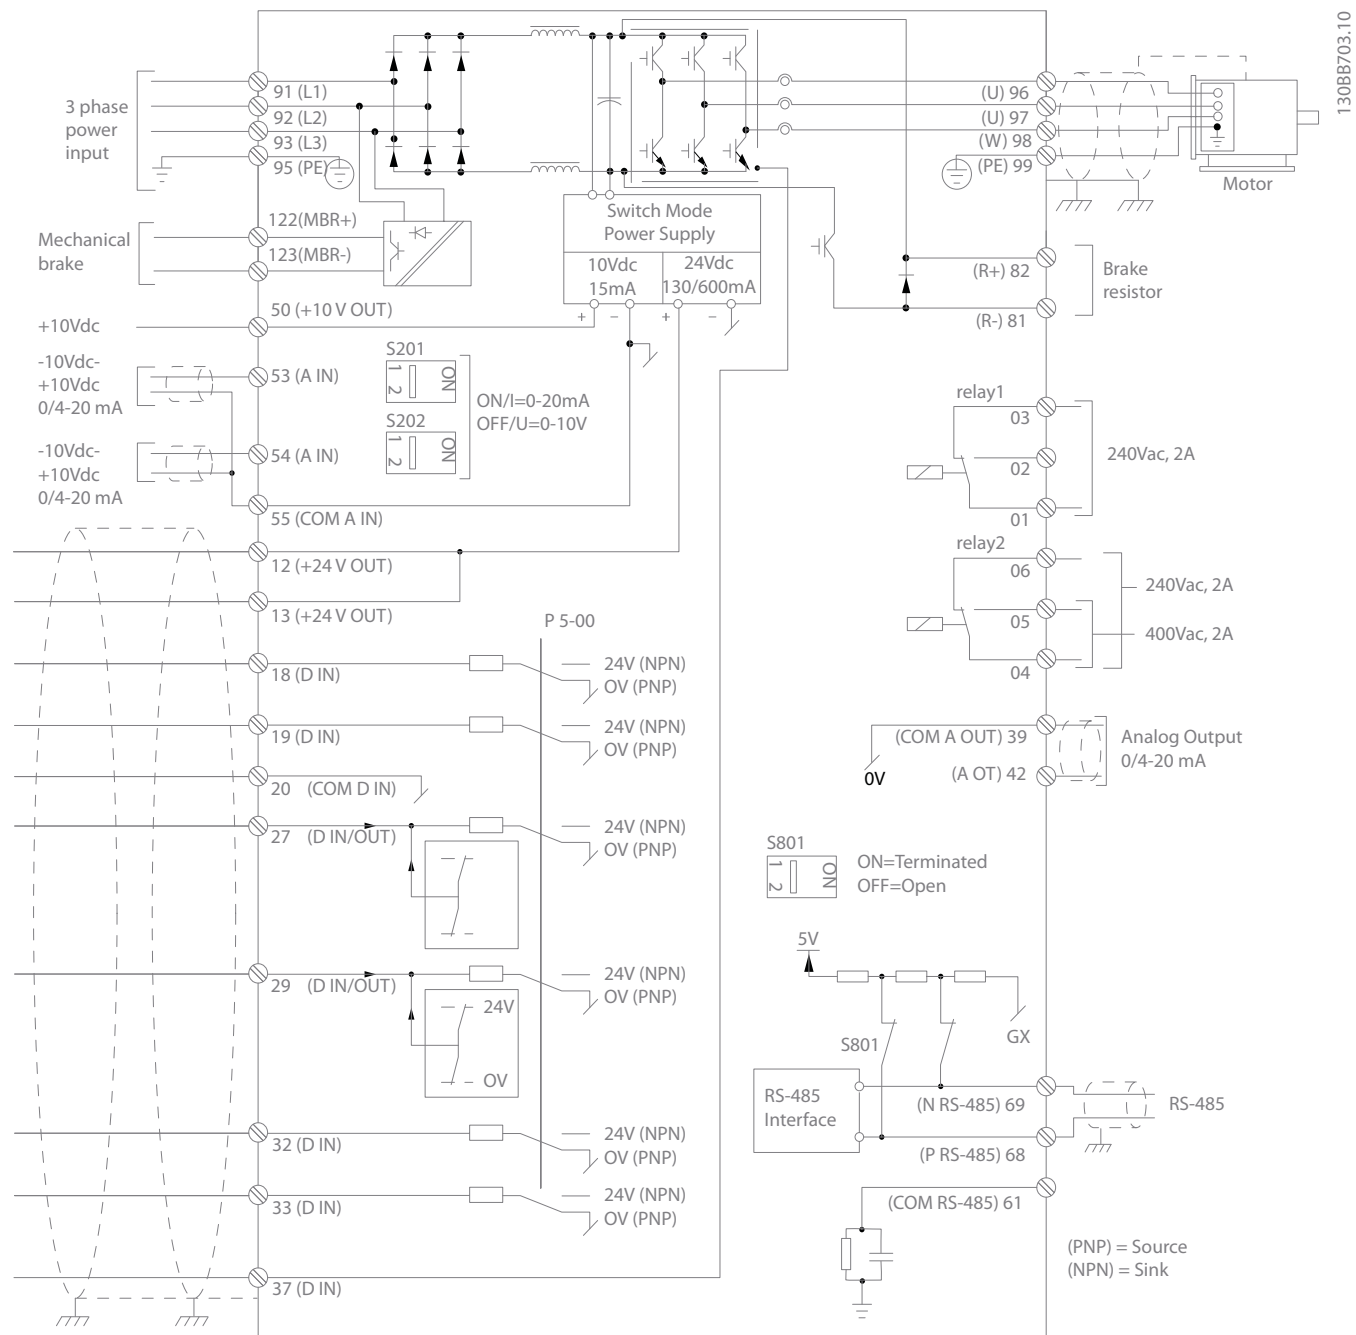 130BB703.10
3 phase
power
input
91 (L1)
92 (L2)
93 (L3)
95 (PE)
(U) 96
(U) 97
(W) 98
(PE) 99
Motor
Switch Mode
Power Supply
10Vdc
15mA
24Vdc
130/600mA
+ − + −
Mechanical
brake
122(MBR+)
123(MBR-)
(R+) 82
(R-) 81
Brake
resistor
+10Vdc
50 (+10 V OUT)
-10Vdc-
+10Vdc
0/4-20 mA
53 (A IN)
-10Vdc-
+10Vdc
0/4-20 mA
54 (A IN)
55 (COM A IN)
S201
1 2 ON
S202
1 2 ON
ON/I=0-20mA
OFF/U=0-10V
relay1
03
02
01
240Vac, 2A
relay2
06
05
04
240Vac, 2A
400Vac, 2A
12 (+24 V OUT)
13 (+24 V OUT)
P 5-00
18 (D IN)
24V (NPN)
OV (PNP)
19 (D IN)
24V (NPN)
OV (PNP)
20 (COM D IN)
27 (D IN/OUT)
24V (NPN)
OV (PNP)
29 (D IN/OUT)
24V (NPN)
OV (PNP)
24V
OV
32 (D IN)
24V (NPN)
OV (PNP)
33 (D IN)
24V (NPN)
OV (PNP)
37 (D IN)
(COM A OUT) 39
(A OT) 42
0V
Analog Output
0/4-20 mA
S801
1 2 ON
ON=Terminated
OFF=Open
5V
GX
S801
RS-485
Interface
(N RS-485) 69
(P RS-485) 68
RS-485
(COM RS-485) 61
(PNP) = Source
(NPN) = Sink